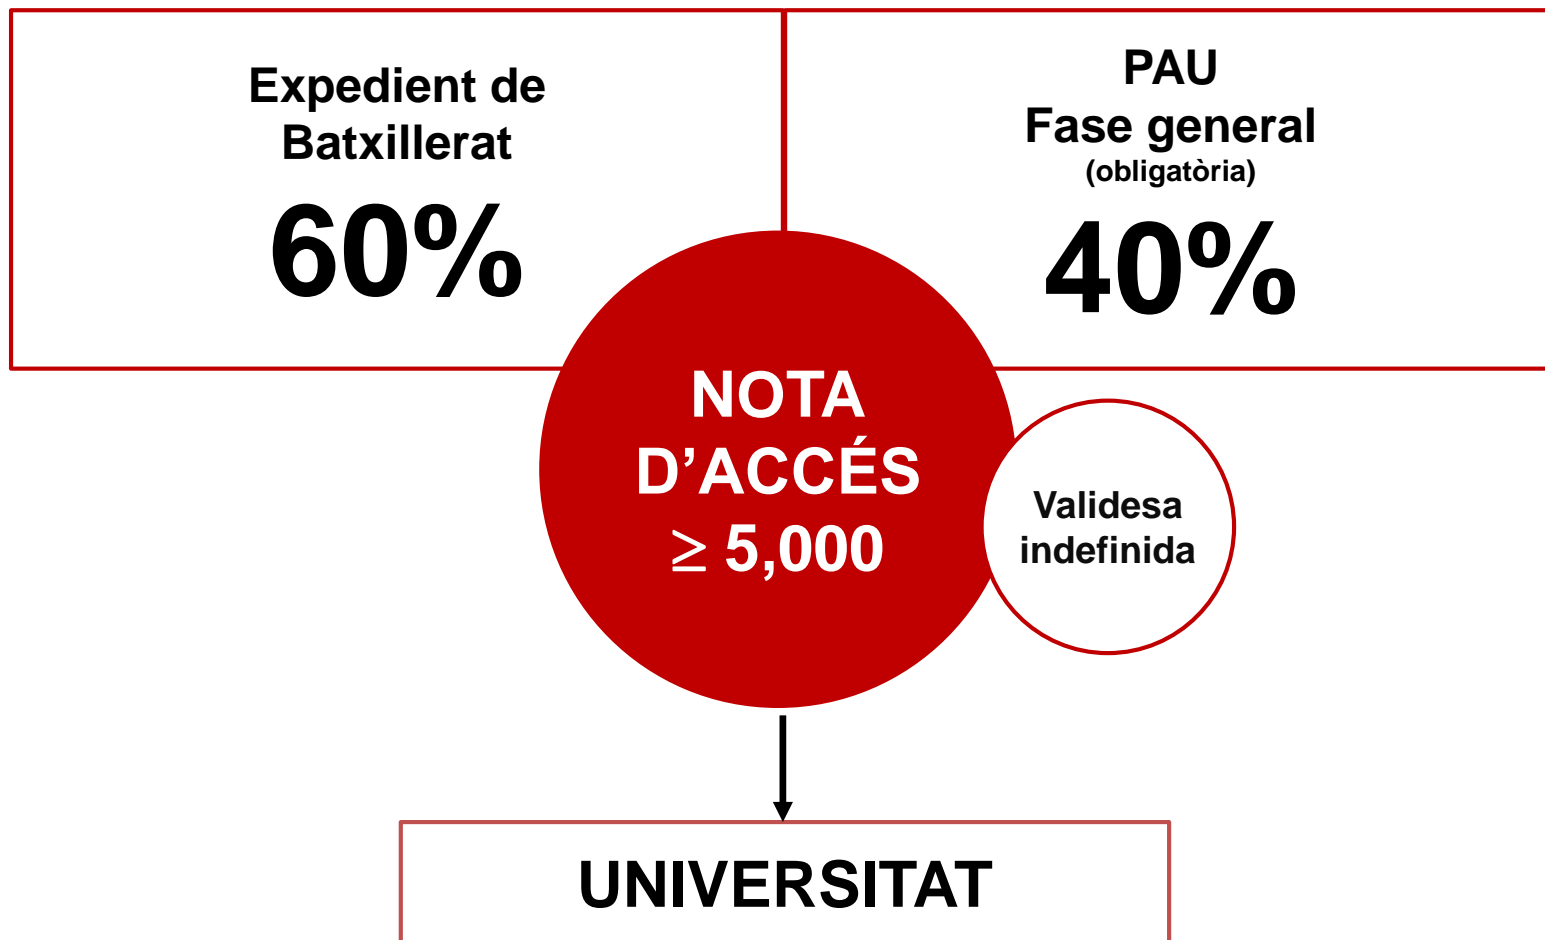 Expedient de
Batxillerat
60%
PAU
Fase general
(obligatòria)
40%
NOTA
D’ACCÉS
≥ 5,000
Validesa
indefinida
UNIVERSITAT